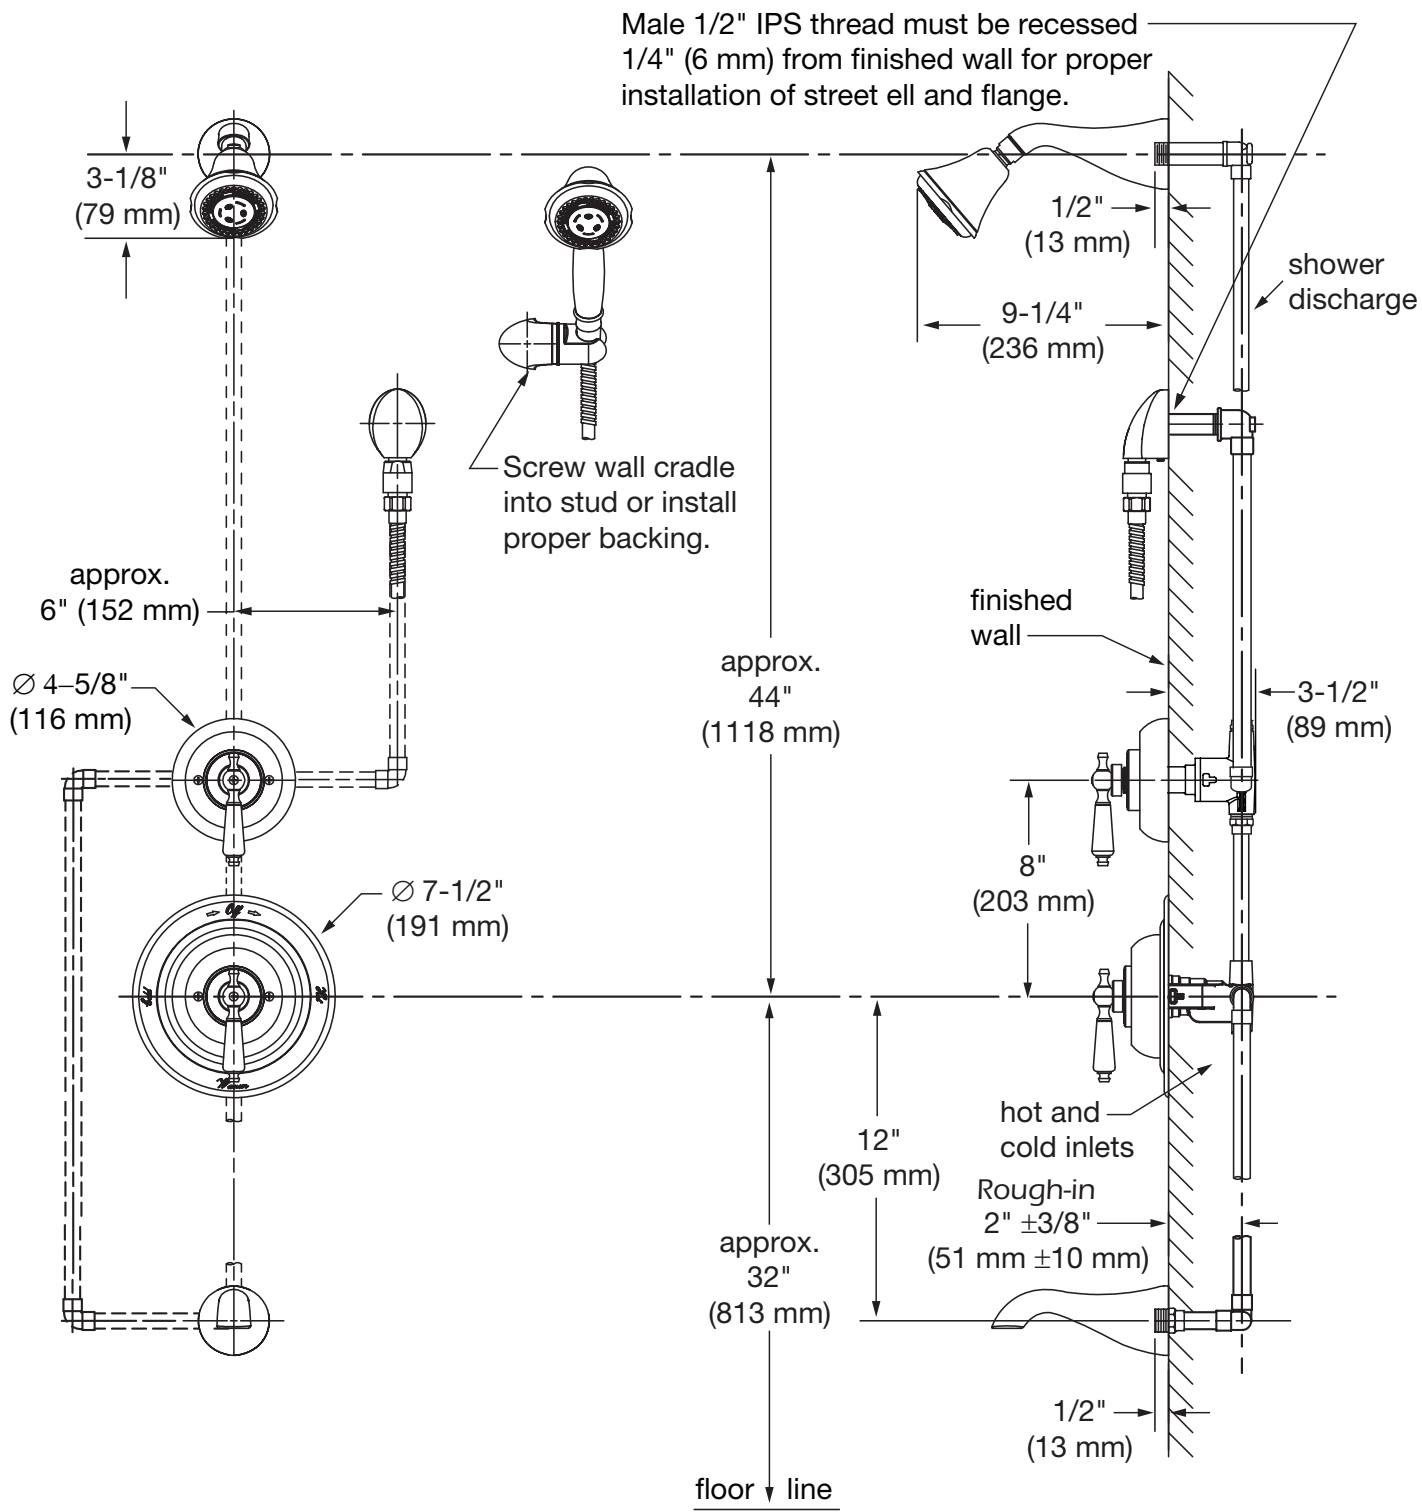 Male 1/2" IPS thread must be recessed
1/4" (6 mm) from finished wall for proper
installation of street ell and flange.
3-1/8"
(79 mm)
1/2"
(13 mm)
shower
discharge
9-1/4"
(236 mm)
Screw wall cradle
into stud or install
proper backing.
approx.
6" (152 mm)
finished
wall
∅ 4–5/8"
(116 mm)
approx.
44"
(1118 mm)
3-1/2"
(89 mm)
8"
(203 mm)
∅ 7-1/2"
(191 mm)
Off
Warm
hot and
cold inlets
12"
(305 mm)
Rough-in
2" ±3/8"
(51 mm ±10 mm)
approx.
32"
(813 mm)
1/2"
(13 mm)
floor line